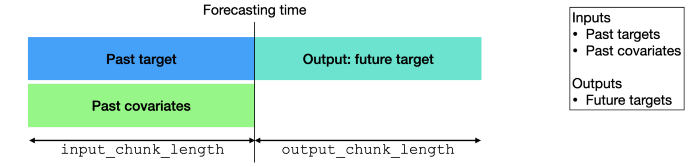 Forecasting time
Past target
Output: future target
Past covariates
input_chunk_length
output_chunk_length
Inputs
• Past targets
• Past covariates
Outputs
• Future targets